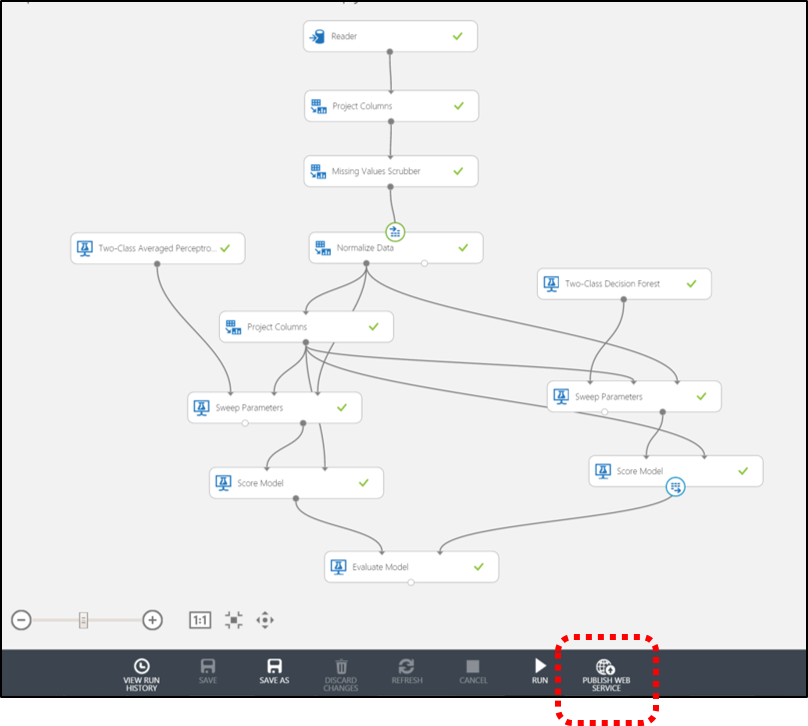 Reader
Project Columns
Missing Values Scrubber
Two-Class Averaged Perceptro...
Normalize Data
Two-Class Decision Forest
Project Columns
Sweep Parameters
Sweep Parameters
Score Model
Score Model
Evaluate Model
1:1
VIEW RUN
HISTORY
SAVE
SAVE AS
DISCARD
CHANGES
REFRESH
CANCEL
RUN
PUBLISH WEB
SERVICE